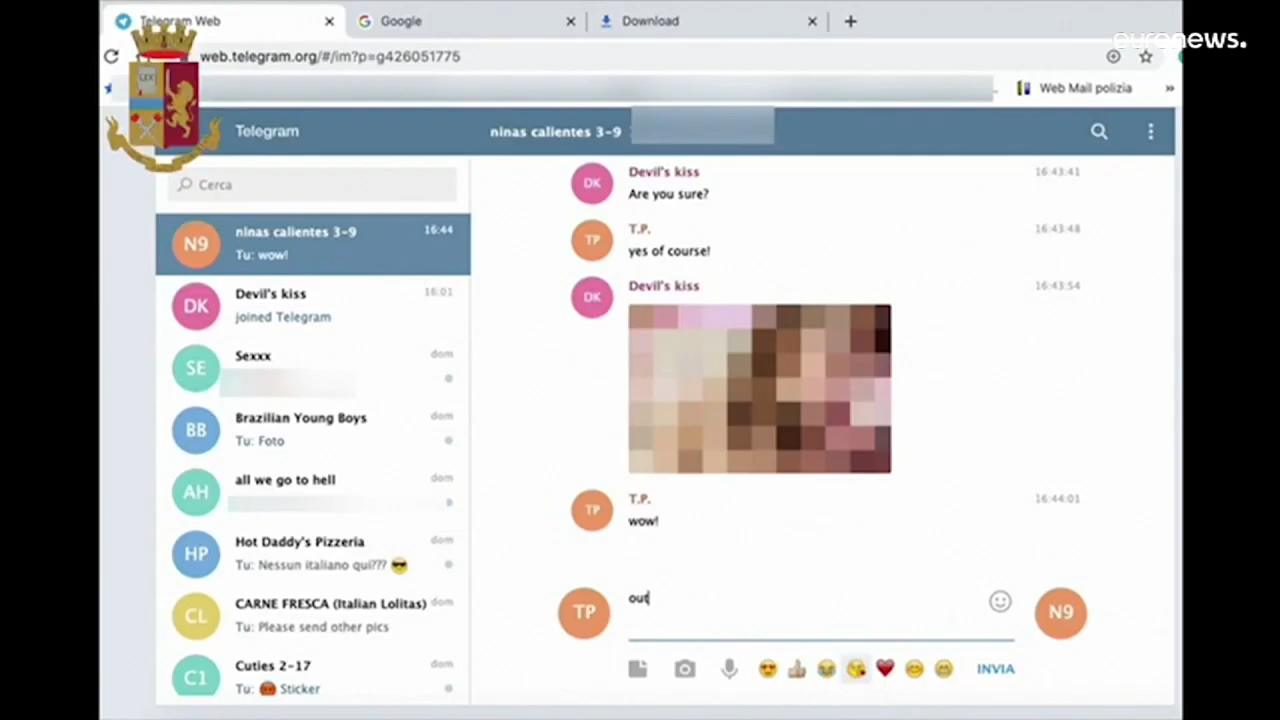 Telegram Web
Google
Download
euronews.
web.telegram.org/#/im?p=g426051775
Web Mail polizia
LEX
Telegram
ninas calientes 3-9
Cerca
N9
ninas calientes 3-9
16:44
Tu: wow!
DK
Devil's kiss
16:01
joined Telegram
SE
Sexxx
dom
BB
Brazilian Young Boys
dom
Tu: Foto
AH
all we go to hell
dom
HP
Hot Daddy's Pizzeria
dom
Tu: Nessun italiano qui??? 😎
CL
CARNE FRESCA (Italian Lolitas)
dom
Tu: Please send other pics
C1
Cuties 2-17
dom
Tu: 😡 Sticker
DK
Devil's kiss
16:43:41
Are you sure?
TP
T.P.
16:43:48
yes of course!
DK
Devil's kiss
16:43:54
TP
T.P.
16:44:01
wow!
TP
out
N9
INVIA